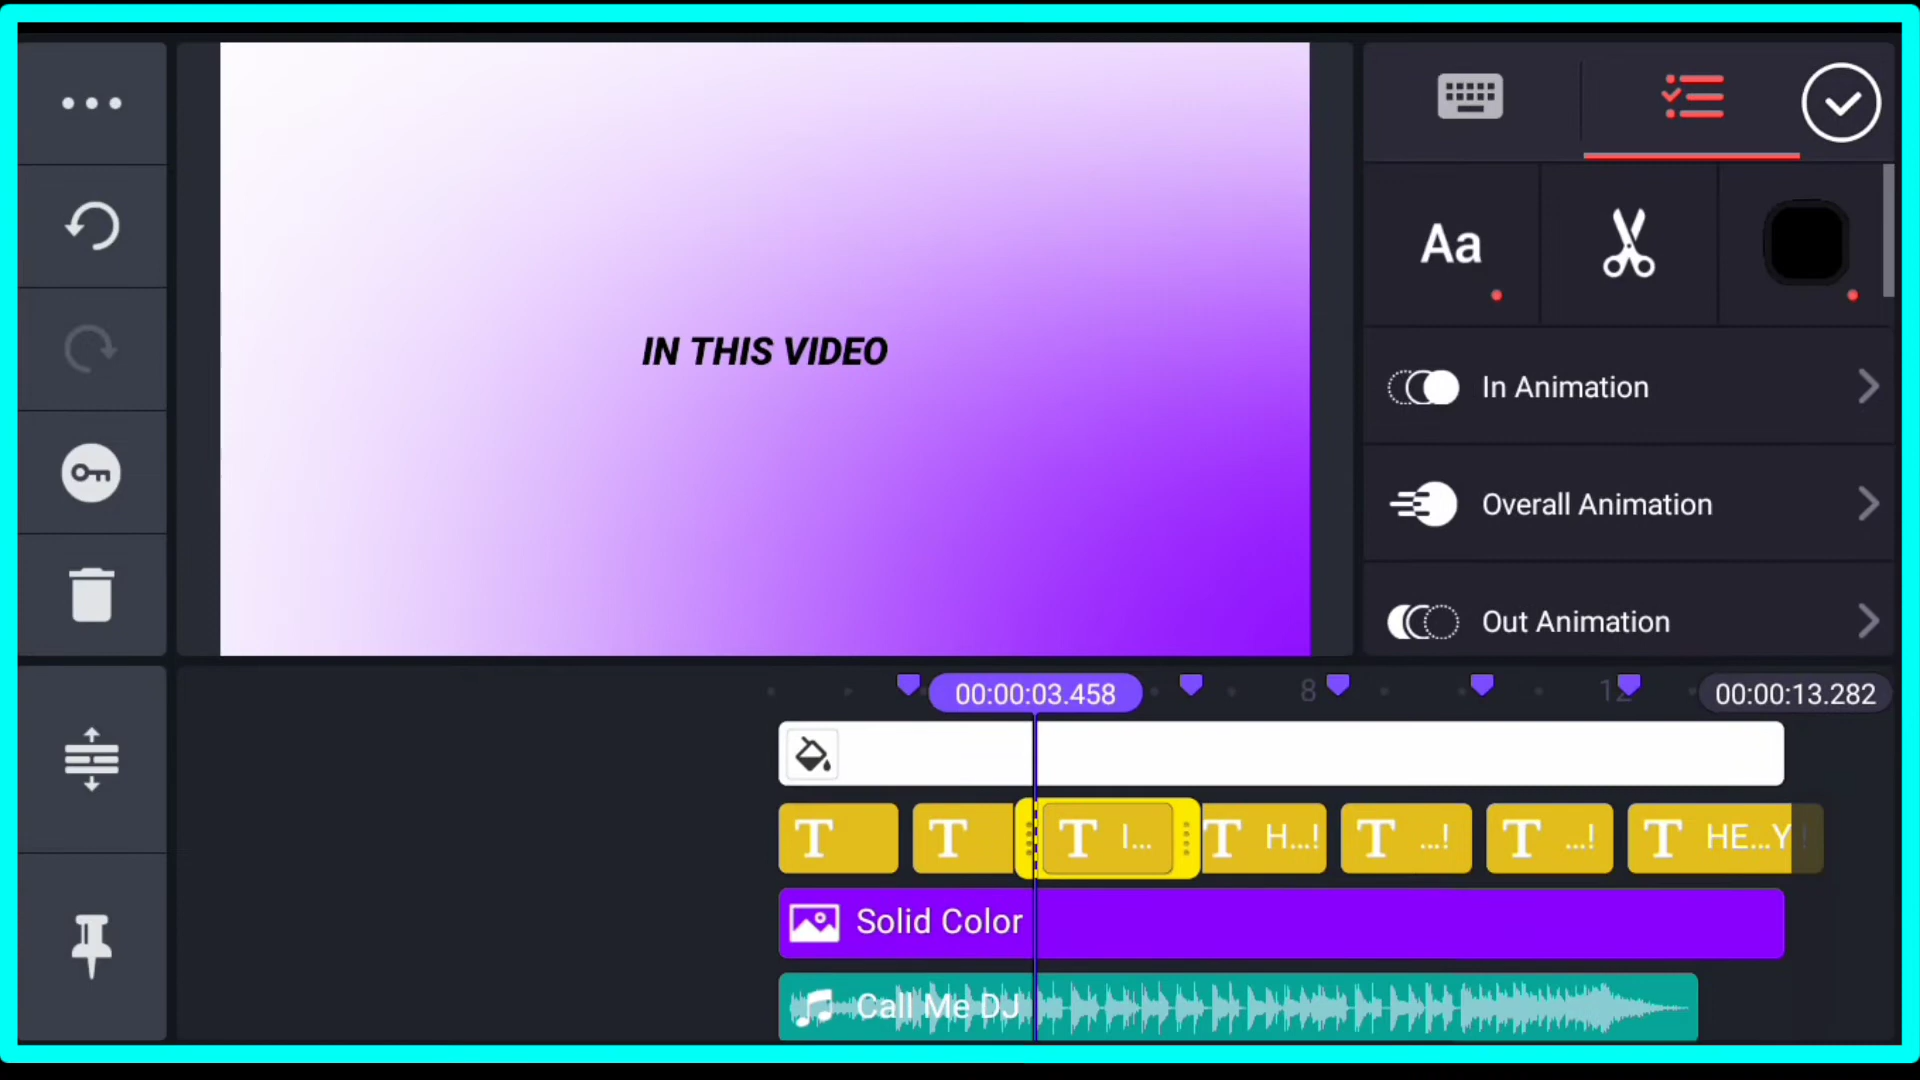 IN THIS VIDEO
Aa
In Animation
Overall Animation
Out Animation
00:00:03.458
8
12
00:00:13.282
T
T
T I...
T H...!
T ...!
T ...!
T HE...Y !
Solid Color
Call Me DJ